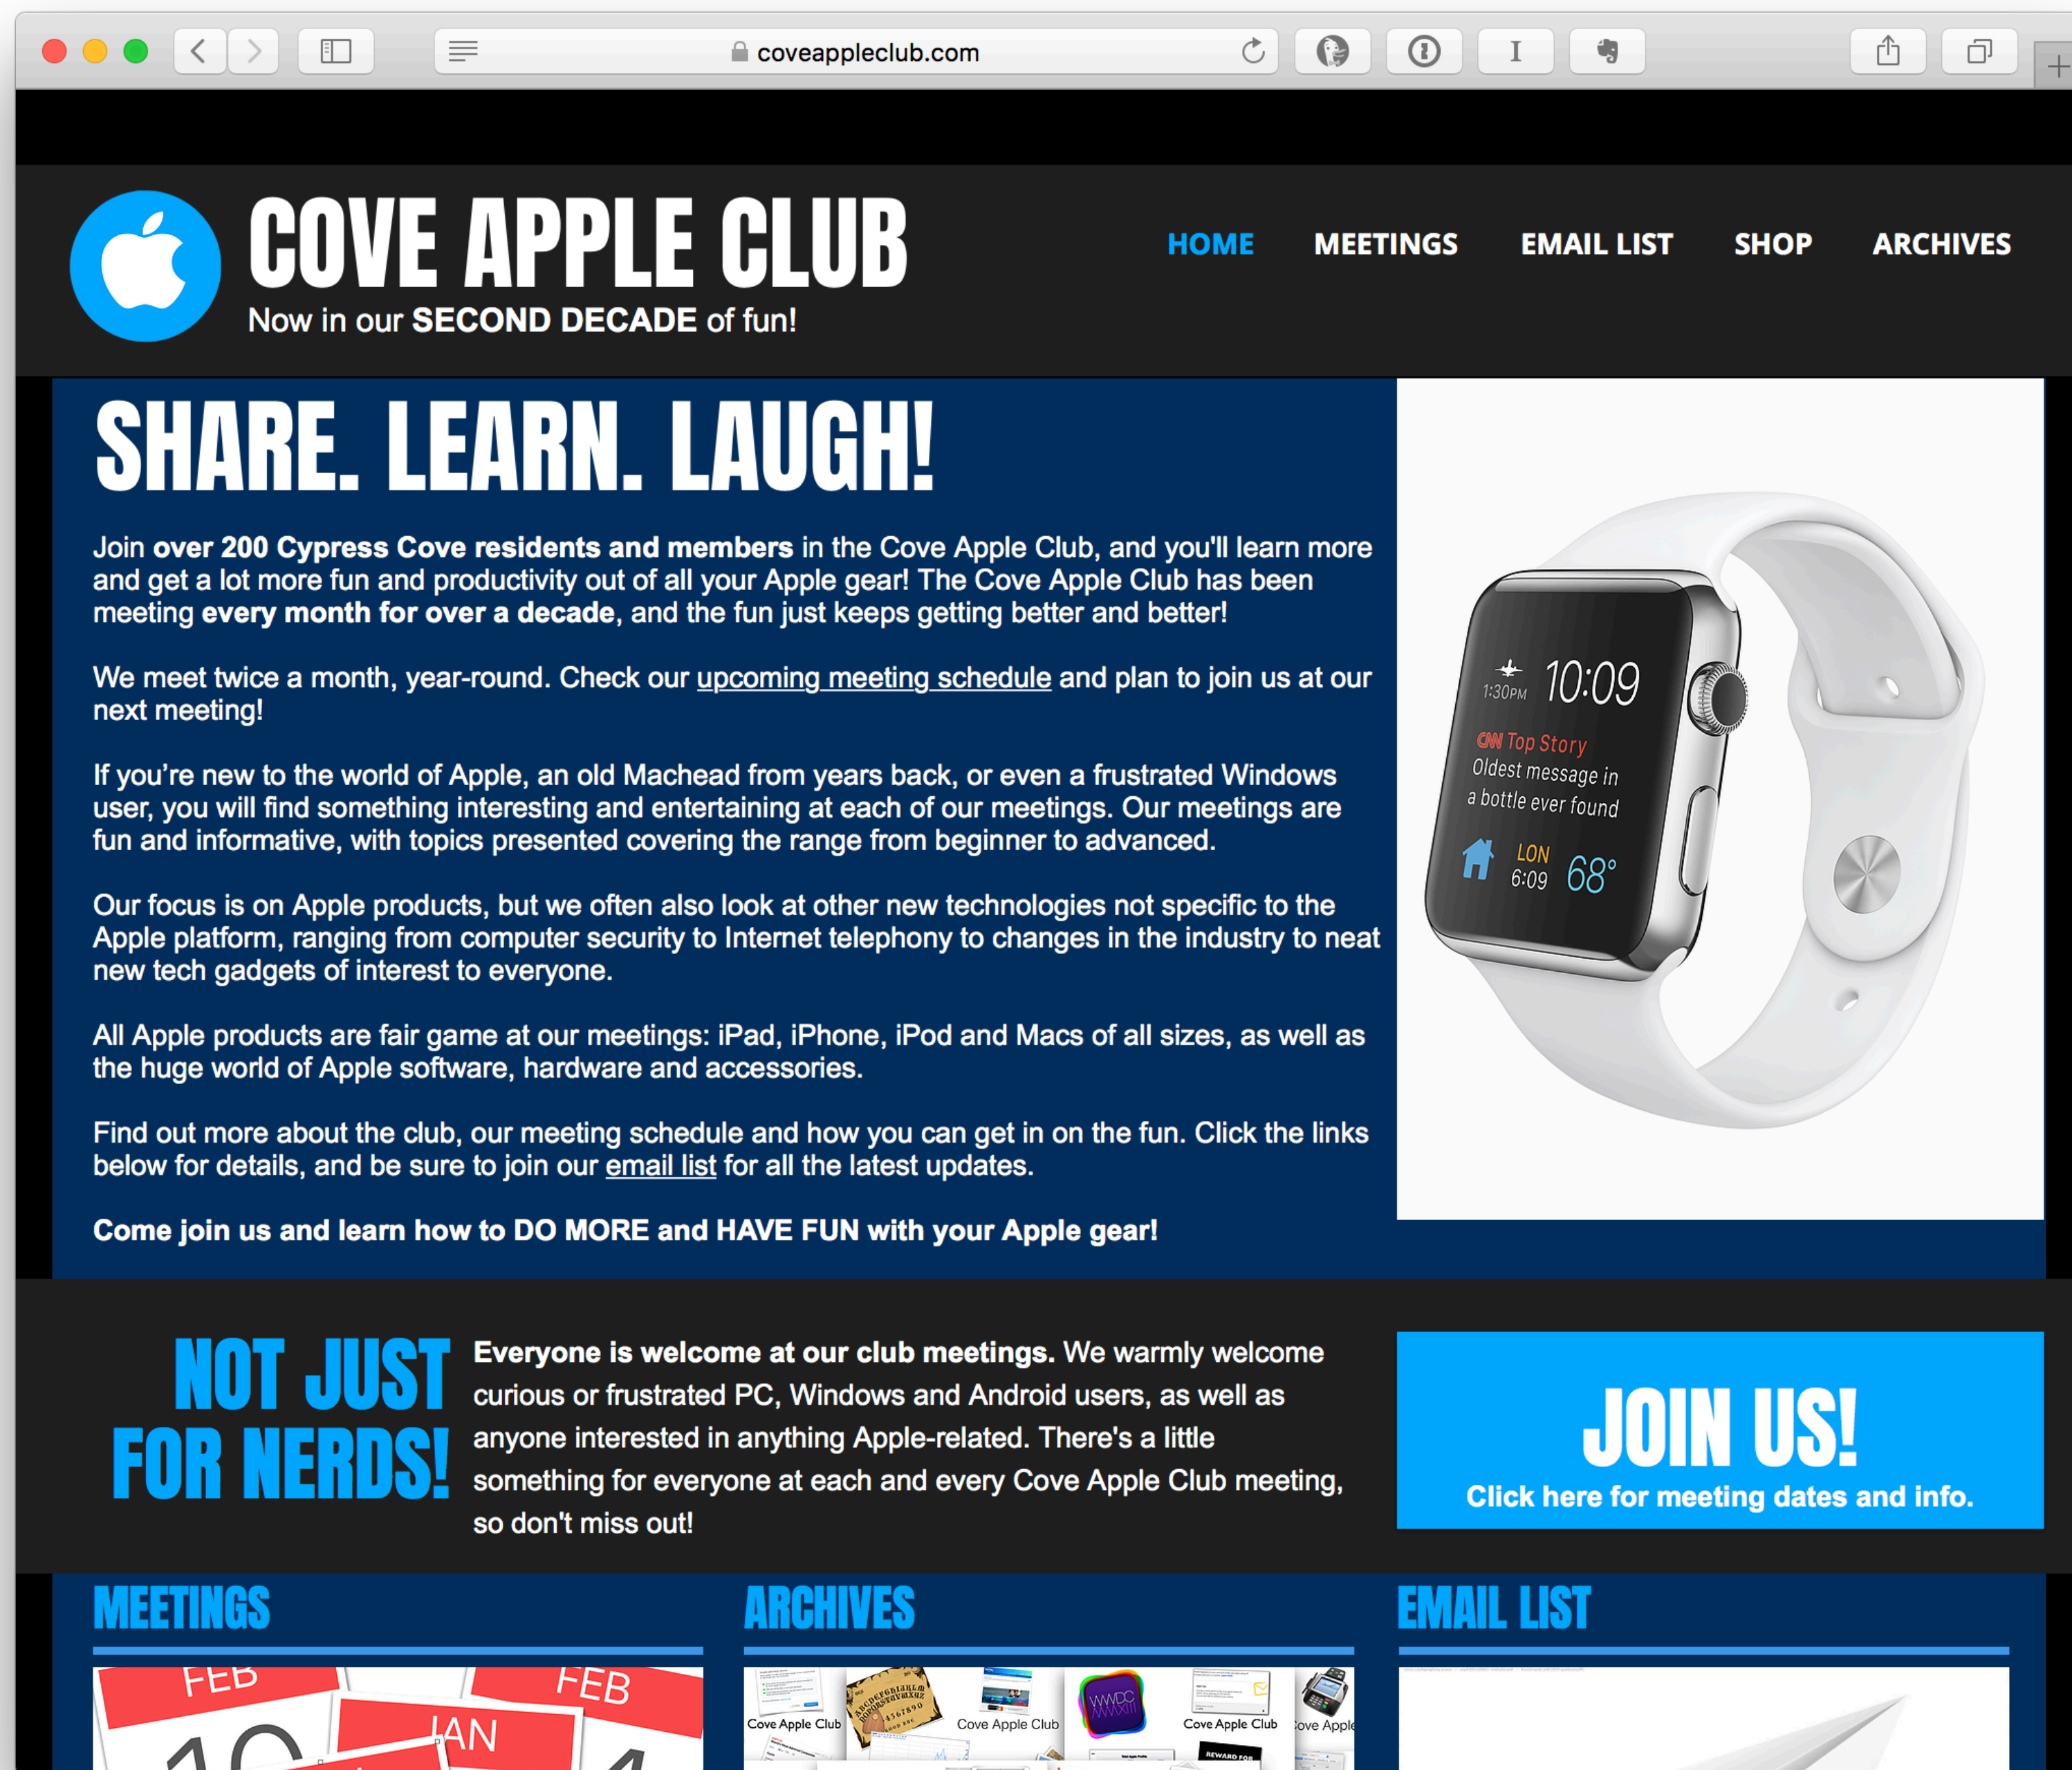 coveappleclub.com
COVE APPLE CLUB
Now in our SECOND DECADE of fun!
HOME MEETINGS EMAIL LIST SHOP ARCHIVES
SHARE. LEARN. LAUGH!
Join over 200 Cypress Cove residents and members in the Cove Apple Club, and you'll learn more
and get a lot more fun and productivity out of all your Apple gear! The Cove Apple Club has been
meeting every month for over a decade, and the fun just keeps getting better and better!
We meet twice a month, year-round. Check our upcoming meeting schedule and plan to join us at our
next meeting!
If you’re new to the world of Apple, an old Machead from years back, or even a frustrated Windows
user, you will find something interesting and entertaining at each of our meetings. Our meetings are
fun and informative, with topics presented covering the range from beginner to advanced.
Our focus is on Apple products, but we often also look at other new technologies not specific to the
Apple platform, ranging from computer security to Internet telephony to changes in the industry to neat
new tech gadgets of interest to everyone.
All Apple products are fair game at our meetings: iPad, iPhone, iPod and Macs of all sizes, as well as
the huge world of Apple software, hardware and accessories.
Find out more about the club, our meeting schedule and how you can get in on the fun. Click the links
below for details, and be sure to join our email list for all the latest updates.
Come join us and learn how to DO MORE and HAVE FUN with your Apple gear!
1:30PM 10:09
CNN Top Story
Oldest message in
a bottle ever found
LON
6:09 68°
NOT JUST
FOR NERDS!
Everyone is welcome at our club meetings. We warmly welcome
curious or frustrated PC, Windows and Android users, as well as
anyone interested in anything Apple-related. There's a little
something for everyone at each and every Cove Apple Club meeting,
so don't miss out!
JOIN US!
Click here for meeting dates and info.
MEETINGS
ARCHIVES
EMAIL LIST
FEB
FEB
JAN
ABCDEFGHIJKLM
1234567890
GOOD BYE
WWDC
MMXIII
Cove Apple Club
Cove Apple Club
Cove Apple Club
Cove Apple
REWARD FOR